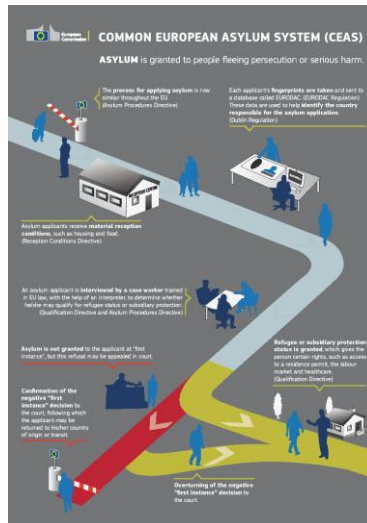 European
Commission
COMMON EUROPEAN ASYLUM SYSTEM (CEAS)
ASYLUM is granted to people fleeing persecution or serious harm.
The process for applying asylum is now
similar throughout the EU.
(Asylum Procedures Directive)
Each applicant's fingerprints are taken and sent to
a database called EURODAC. (EURODAC Regulation)
These data are used to help identify the country
responsible for the asylum application.
(Dublin Regulation)
RECEPTION CENTRE
Asylum applicants receive material reception
conditions, such as housing and food.
(Reception Conditions Directive)
An asylum applicant is interviewed by a case worker trained
in EU law, with the help of an interpreter, to determine whether
he/she may qualify for refugee status or subsidiary protection.
(Qualification Directive and Asylum Procedures Directive)
Asylum is not granted to the applicant at "first
instance", but this refusal may be appealed in court.
Refugee or subsidiary protection
status is granted, which gives the
person certain rights, such as access
to a residence permit, the labour
market and healthcare.
(Qualification Directive)
Confirmation of the
negative "first
instance" decision by
the court, following which
the applicant may be
returned to his/her country
of origin or transit.
Overturning of the negative
"first instance" decision by
the court.